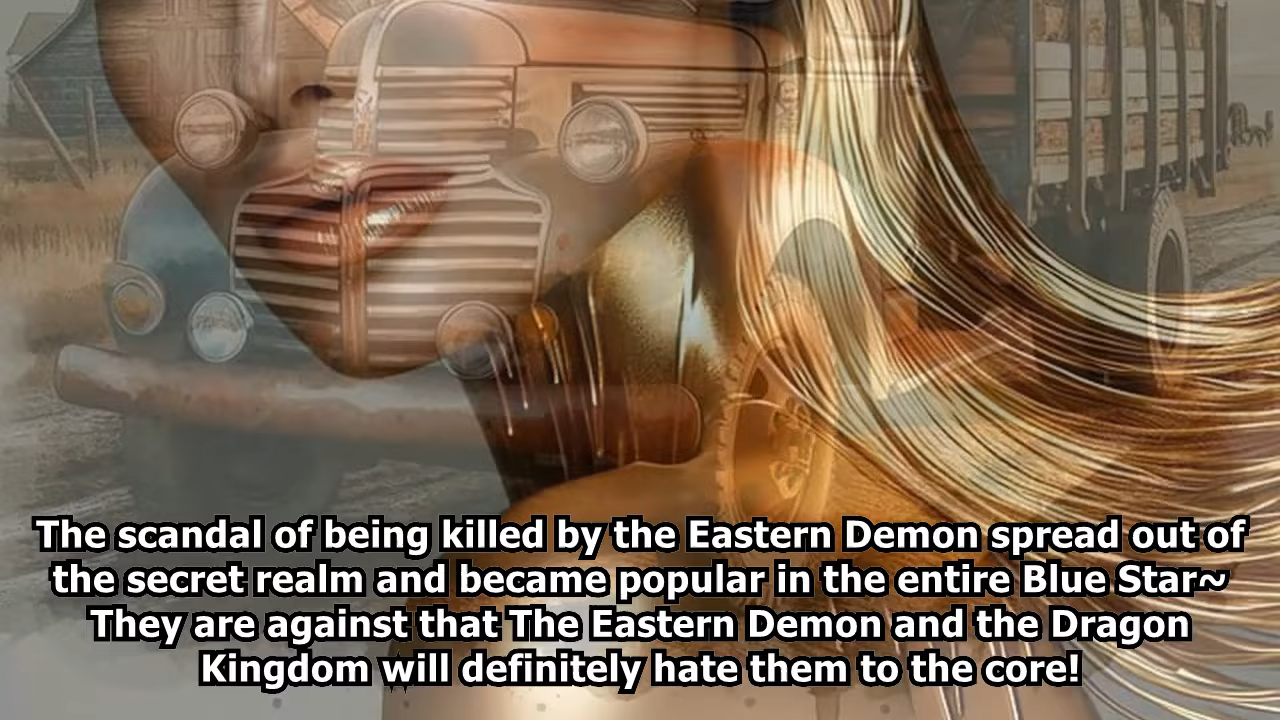 The scandal of being killed by the Eastern Demon spread out of
the secret realm and became popular in the entire Blue Star~
They are against that The Eastern Demon and the Dragon
Kingdom will definitely hate them to the core!